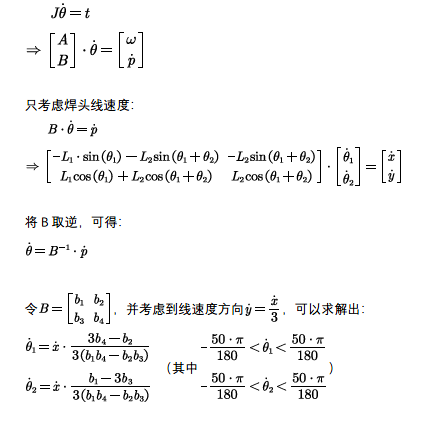 Jθ̇ = t
⇒ [A; B] · θ̇ = [ω; ṗ]
只考虑焊头线速度：
B · θ̇ = ṗ
⇒ [−L₁ · sin(θ₁) − L₂sin(θ₁+θ₂) −L₂sin(θ₁+θ₂); L₁cos(θ₁) + L₂cos(θ₁+θ₂) L₂cos(θ₁+θ₂)] · [θ̇₁; θ̇₂] = [ẋ; ẏ]
将 B 取逆，可得：
θ̇ = B⁻¹ · ṗ
令 B = [b₁ b₂; b₃ b₄]，并考虑到线速度方向 ẏ = ẋ/3，可以求解出：
θ̇₁ = ẋ · (3b₄ − b₂)/(3(b₁b₄ − b₂b₃)) （其中 −(50 · π)/180 < θ̇₁ < (50 · π)/180
θ̇₂ = ẋ · (b₁ − 3b₃)/(3(b₁b₄ − b₂b₃)) −(50 · π)/180 < θ̇₂ < (50 · π)/180 ）